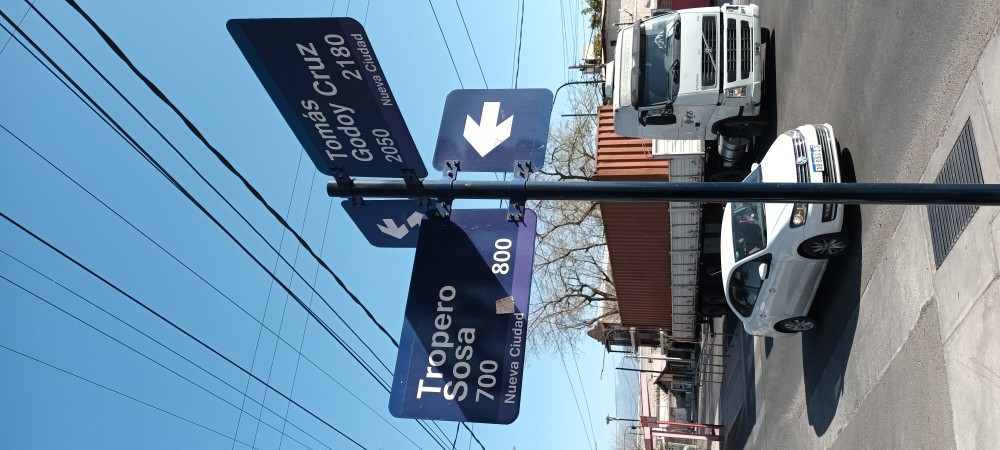 Tomás
Godoy Cruz
2050 2180
Nueva Ciudad
Tropero
Sosa
700 800
Nueva Ciudad